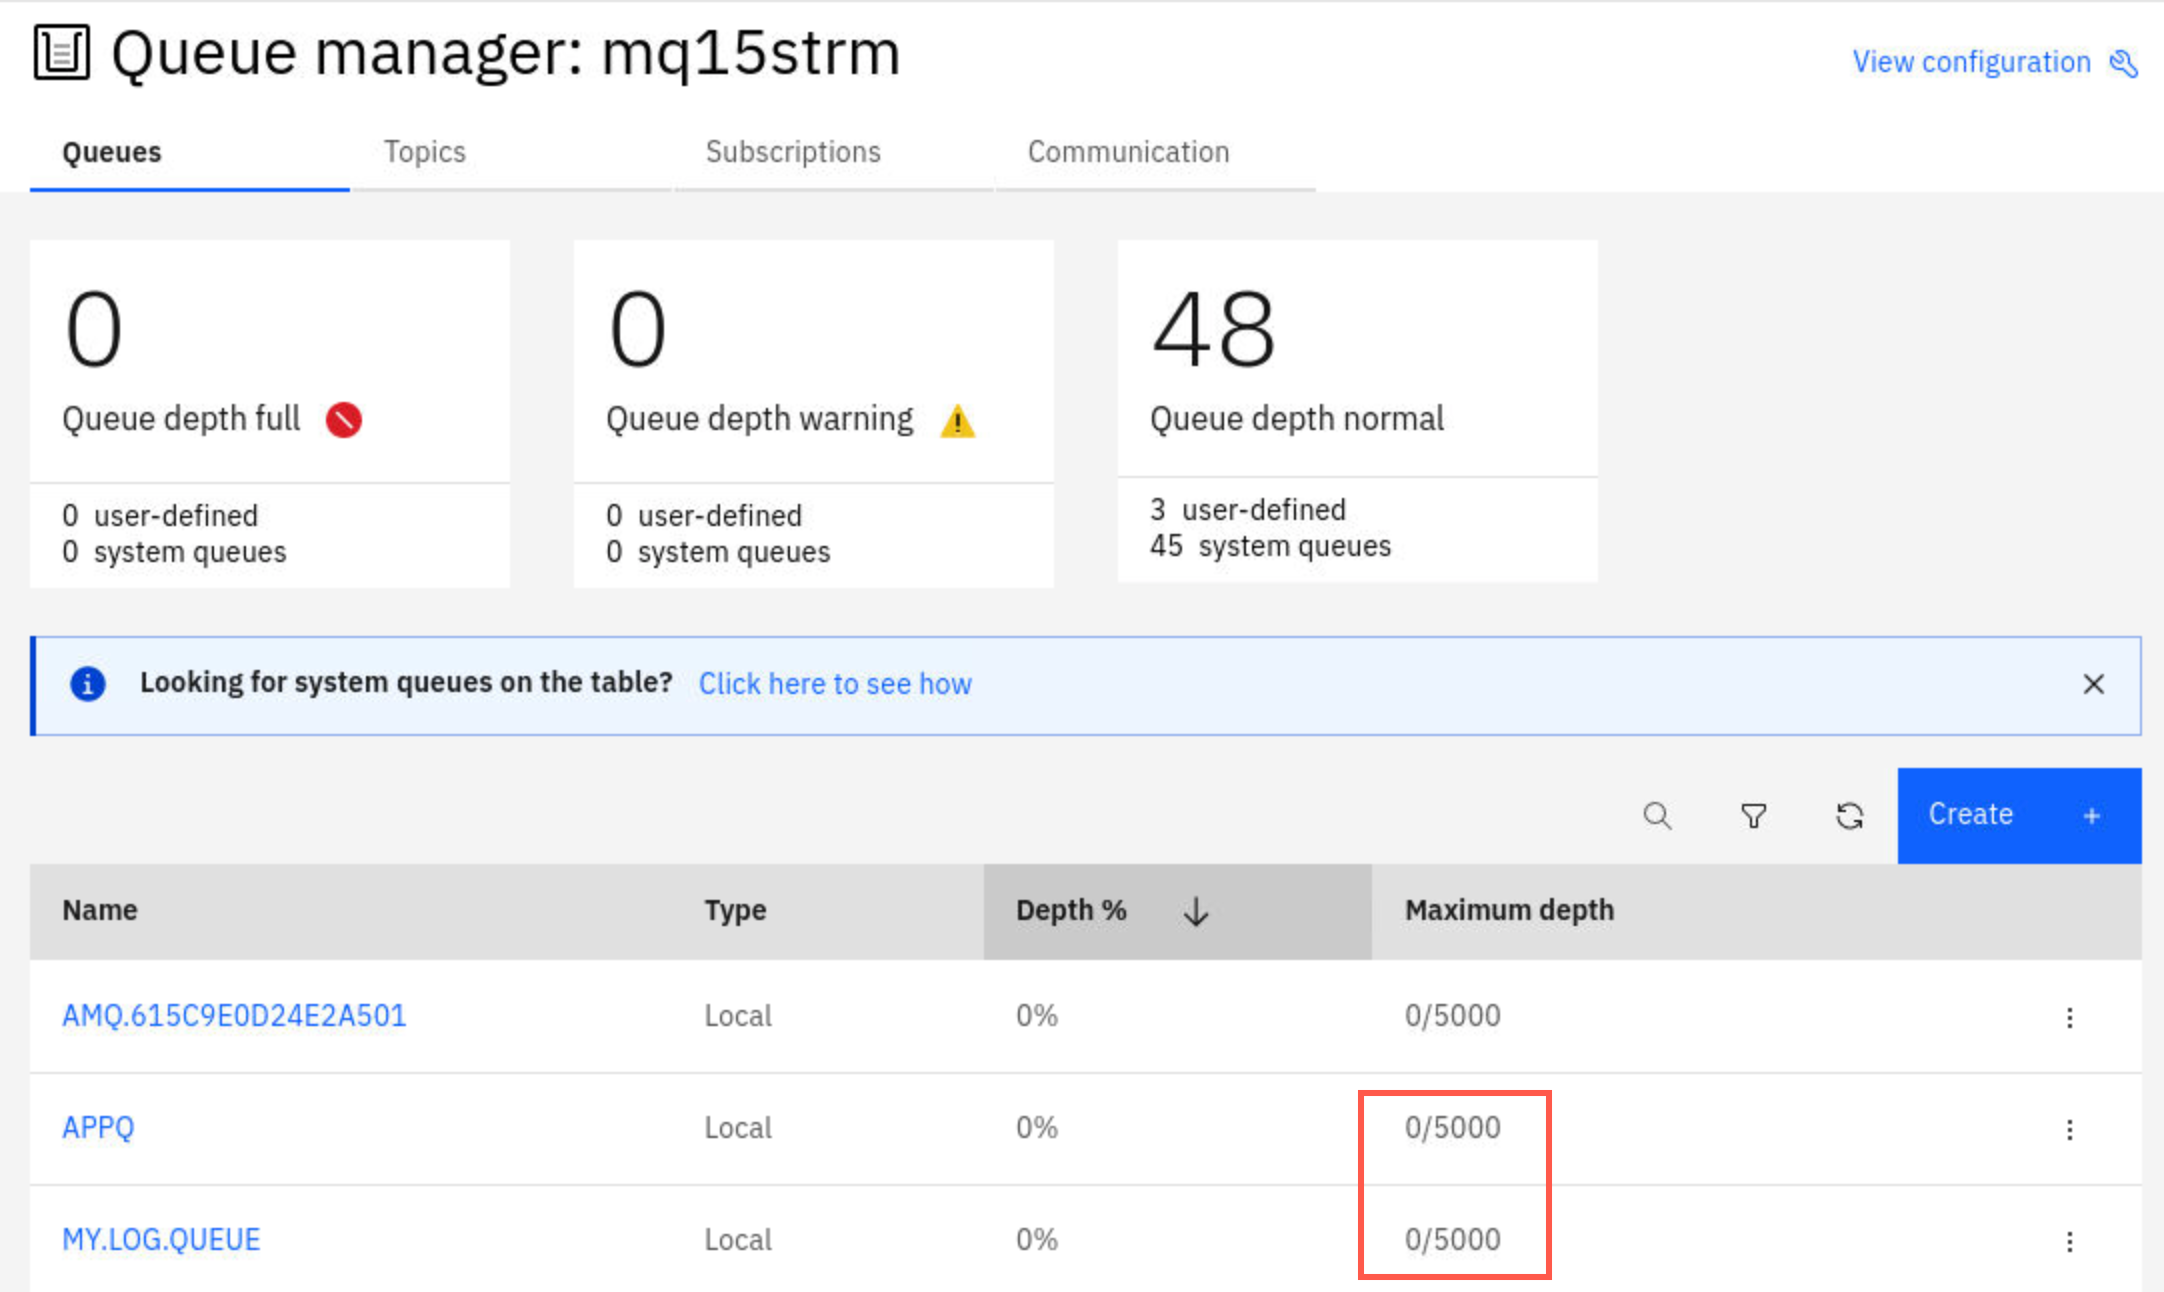 Queue manager: mq15strm
View configuration
Queues Topics Subscriptions Communication
0
Queue depth full
0 user-defined
0 system queues
0
Queue depth warning
0 user-defined
0 system queues
48
Queue depth normal
3 user-defined
45 system queues
Looking for system queues on the table? Click here to see how
Create +
Name Type Depth % Maximum depth
AMQ.615C9E0D24E2A501 Local 0% 0/5000
APPQ Local 0% 0/5000
MY.LOG.QUEUE Local 0% 0/5000